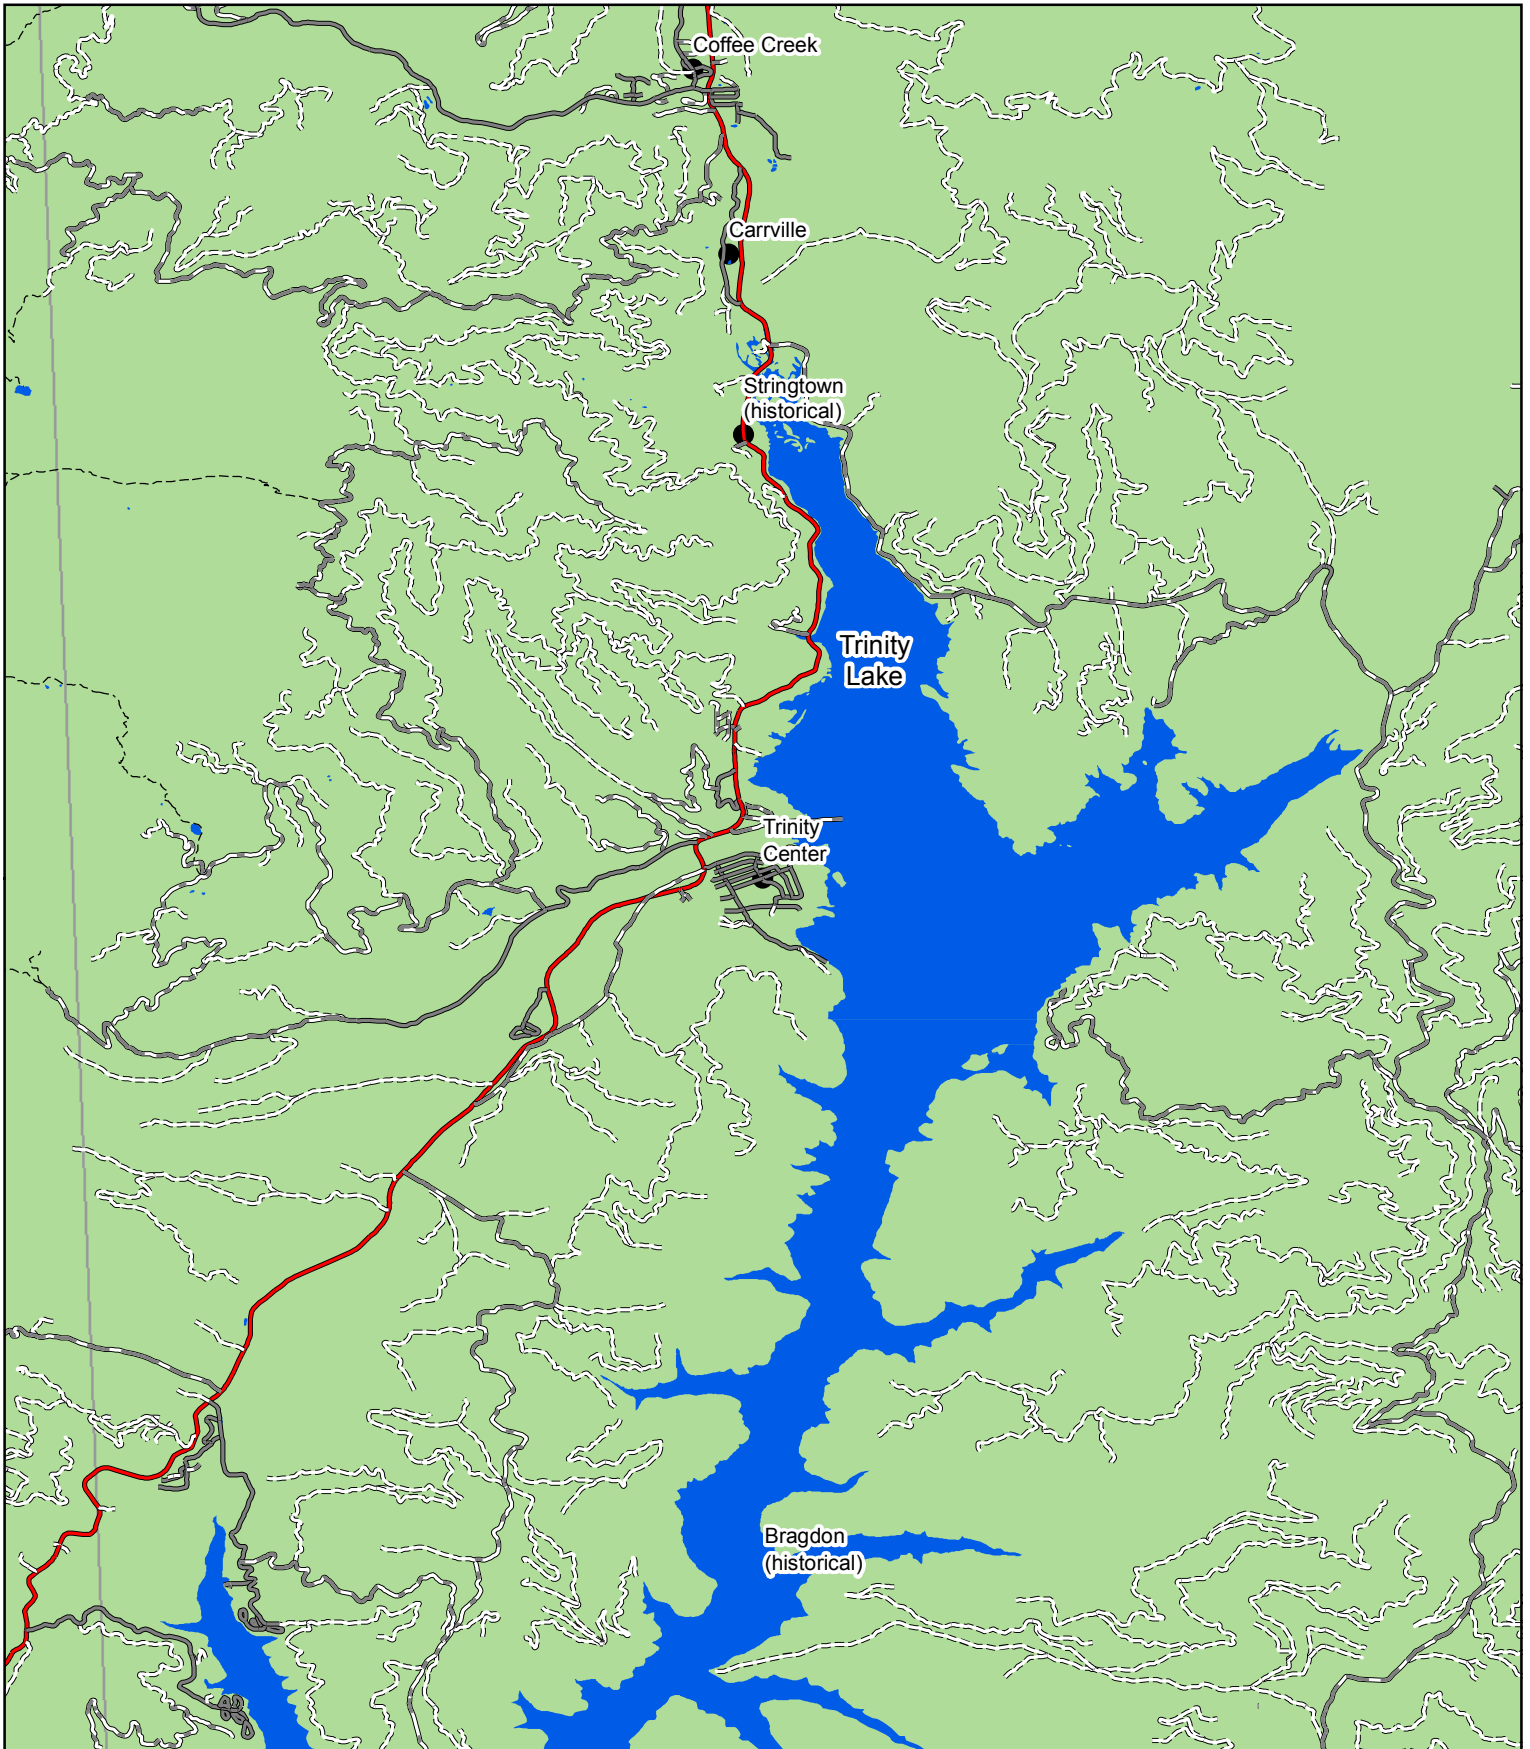 Coffee Creek
Carrville
Stringtown
(historical)
Trinity
Lake
Trinity
Center
Bragdon
(historical)